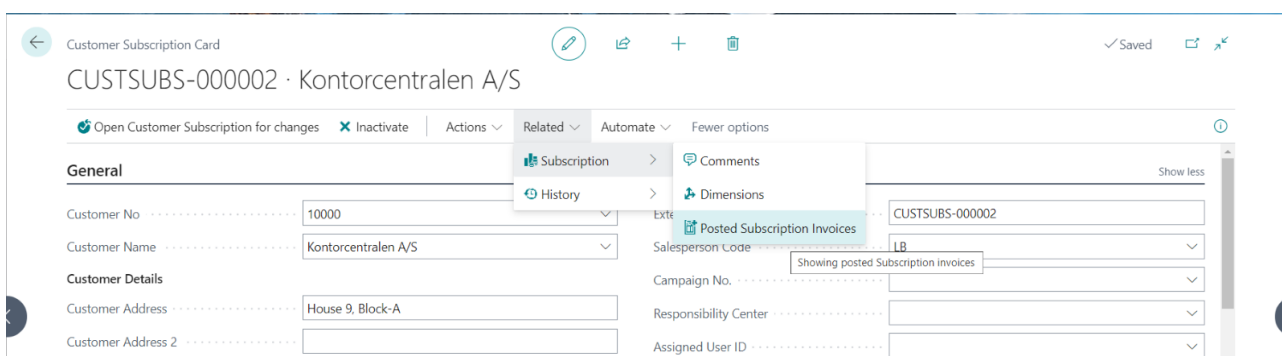 Customer Subscription Card
Saved
CUSTSUBS-000002 · Kontorcentralen A/S
Open Customer Subscription for changes Inactivate Actions Related Automate Fewer options
Subscription
Comments
General
Show less
History
Dimensions
Customer No 10000
CUSTSUBS-000002
Posted Subscription Invoices
Customer Name Kontorcentralen A/S
Salesperson Code LB
Showing posted Subscription invoices
Customer Details
Campaign No.
Customer Address House 9, Block-A
Responsibility Center
Customer Address 2
Assigned User ID